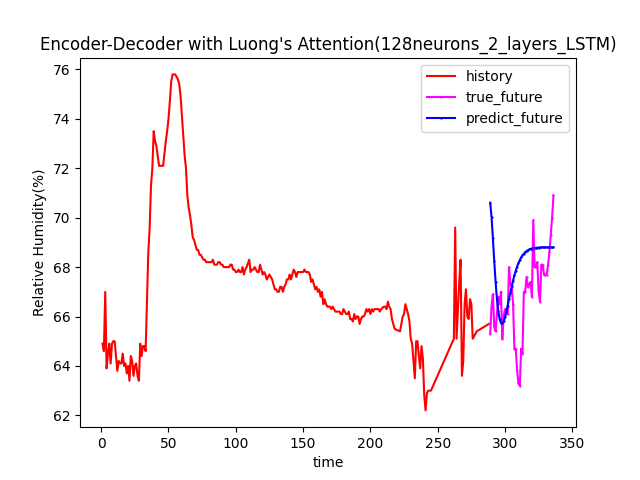 Encoder-Decoder with Luong's Attention(128neurons_2_layers_LSTM)
history
true_future
predict_future
Relative Humidity(%)
76
74
72
70
68
66
64
62
0 50 100 150 200 250 300 350
time